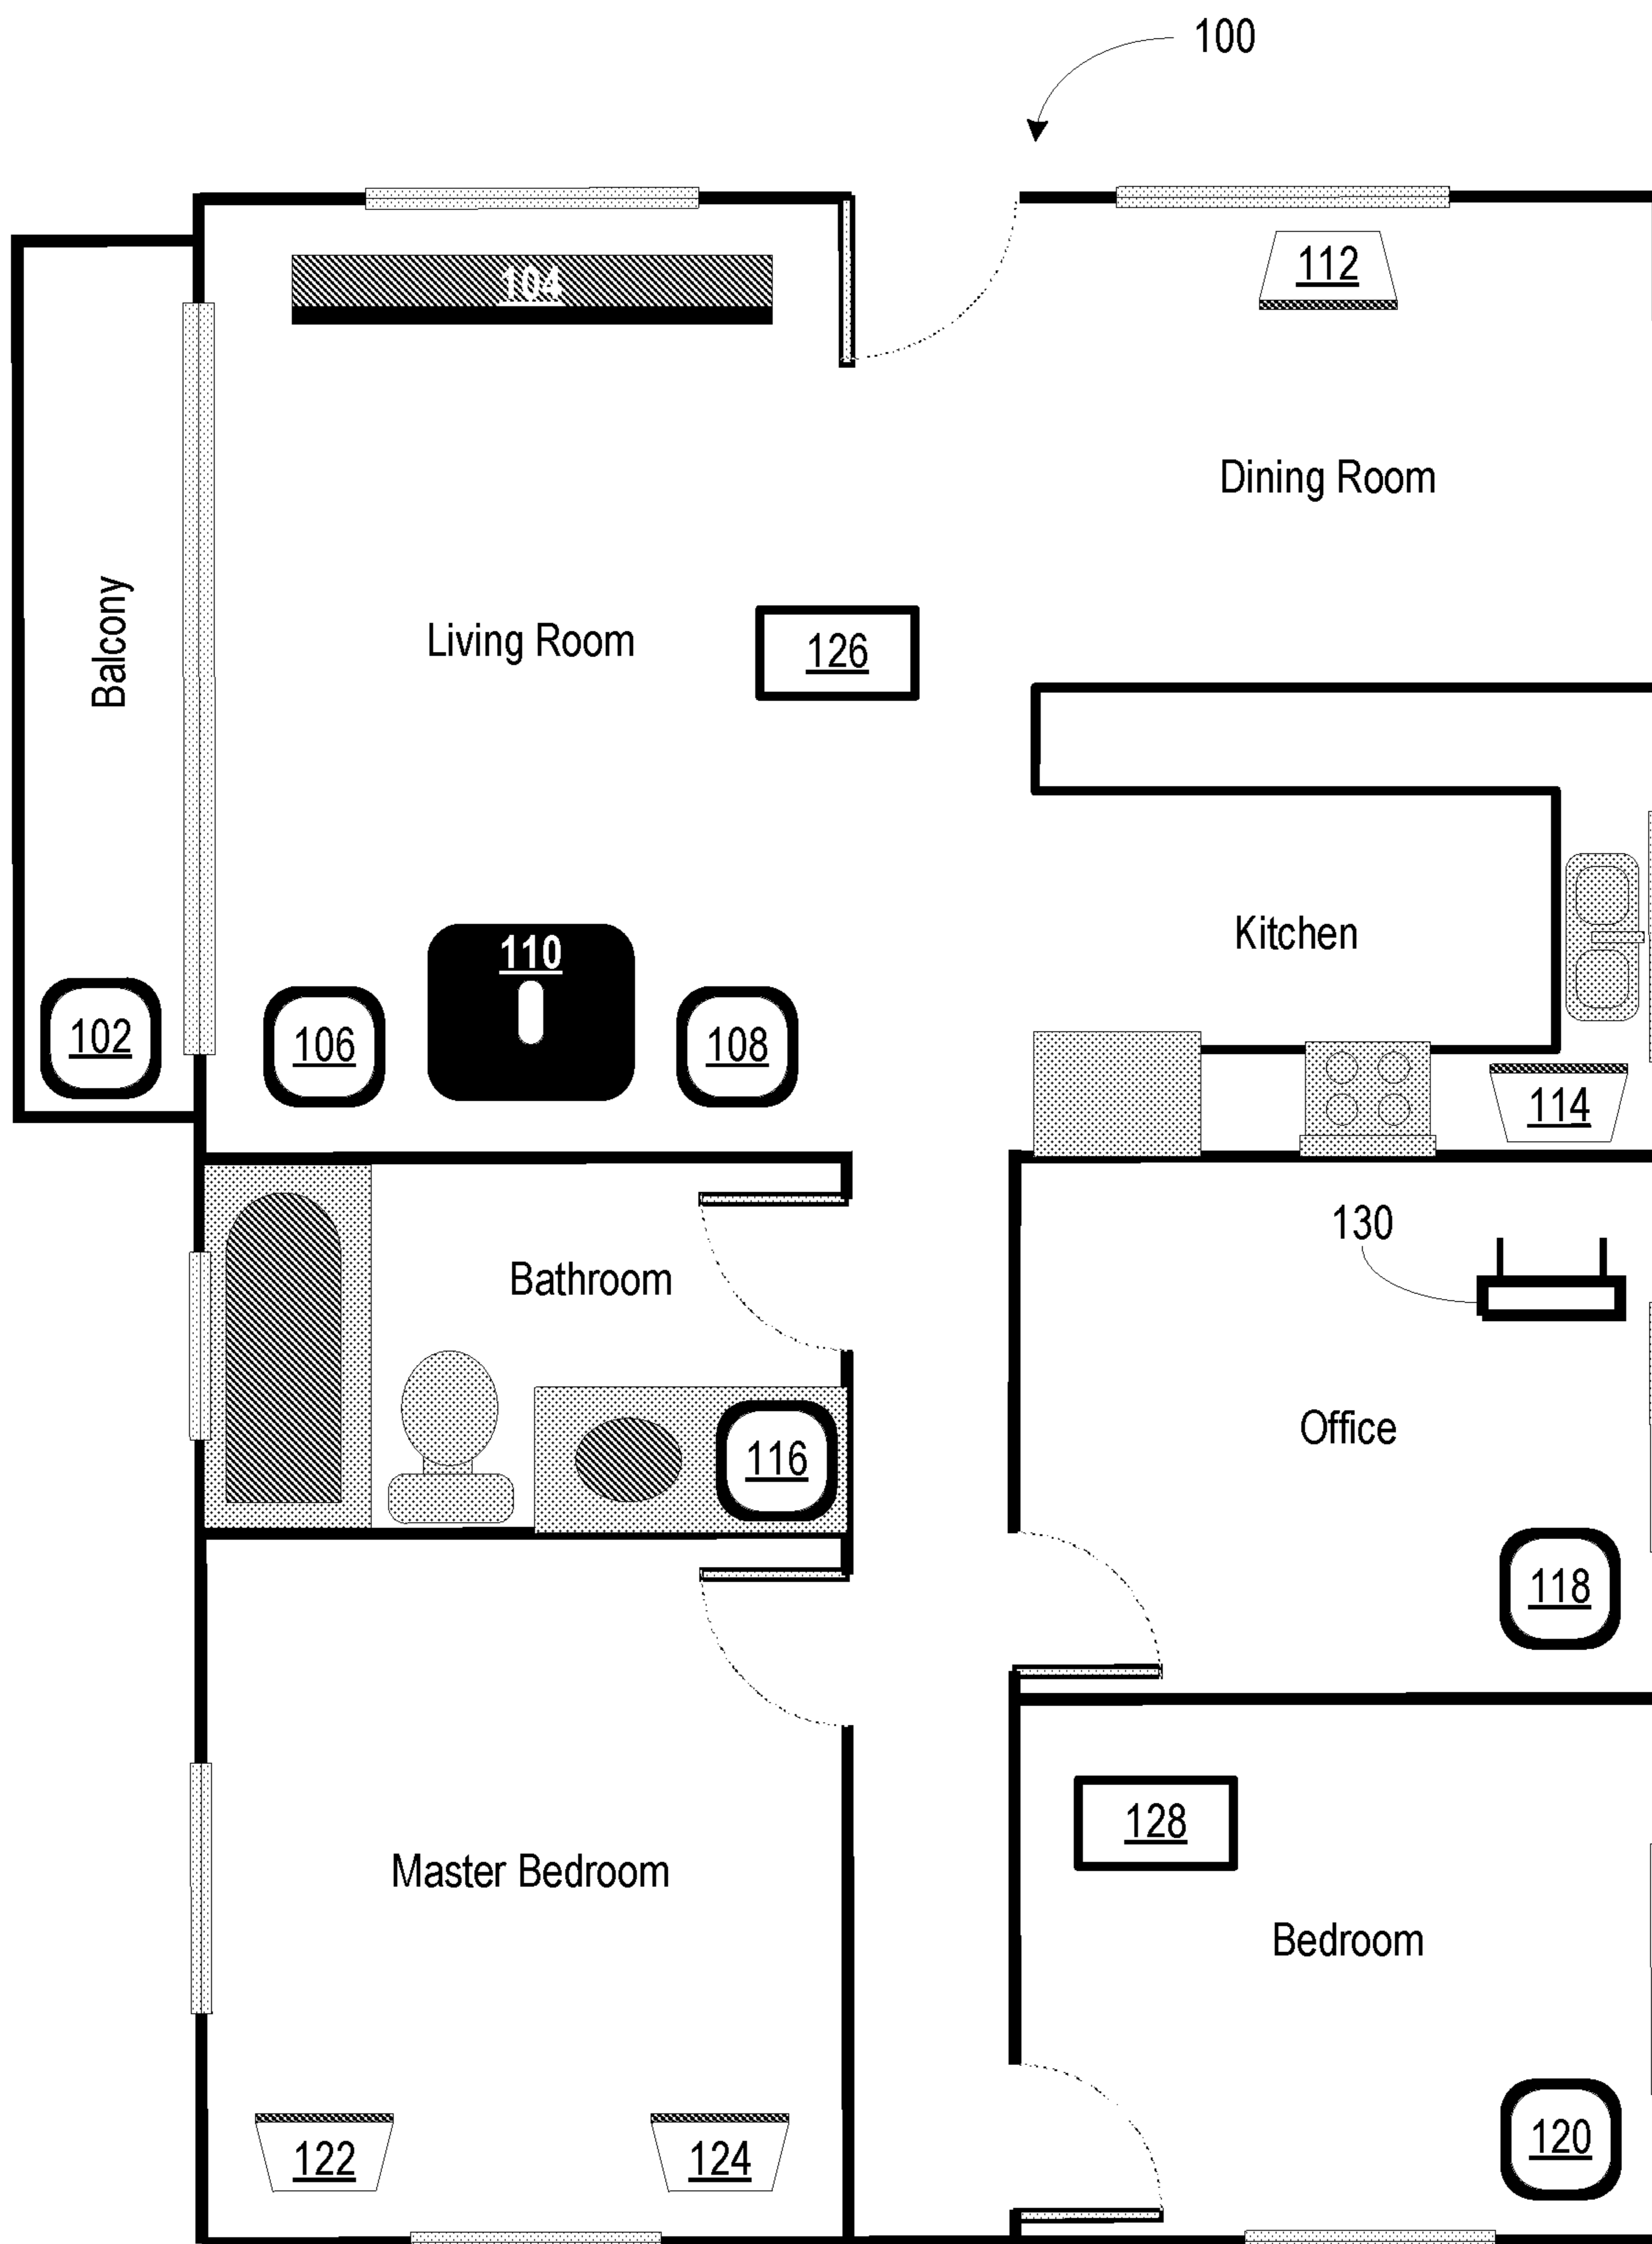 100
104
112
Dining Room
Balcony
Living Room
126
Kitchen
110
102
106
108
114
130
Bathroom
Office
116
118
128
Master Bedroom
Bedroom
120
122
124